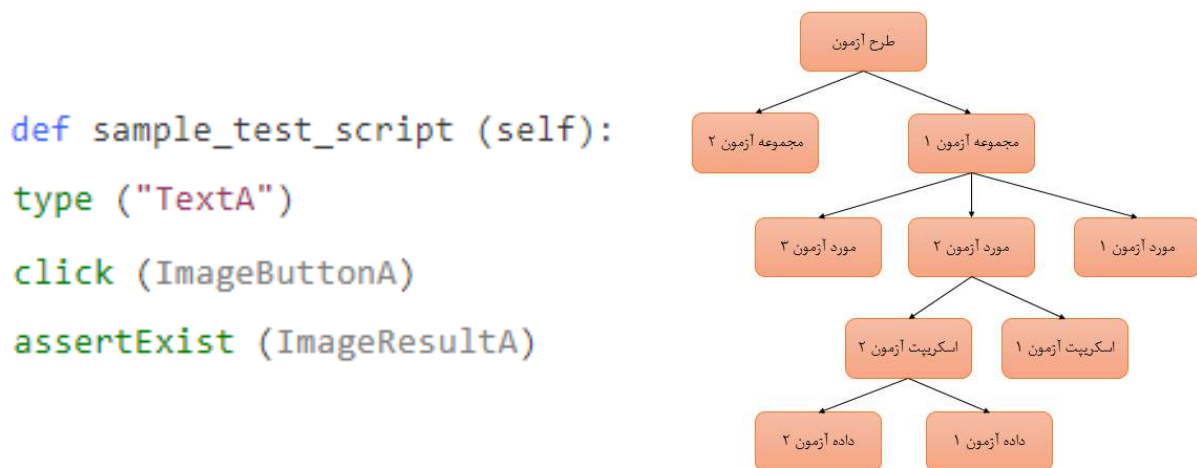 def sample_test_script (self):
type ("TextA")
click (ImageButtonA)
assertExist (ImageResultA)
طرح آزمون
مجموعه آزمون ۱
مجموعه آزمون ۲
مورد آزمون ۱
مورد آزمون ۲
مورد آزمون ۳
اسکریپت آزمون ۱
اسکریپت آزمون ۲
داده آزمون ۱
داده آزمون ۲